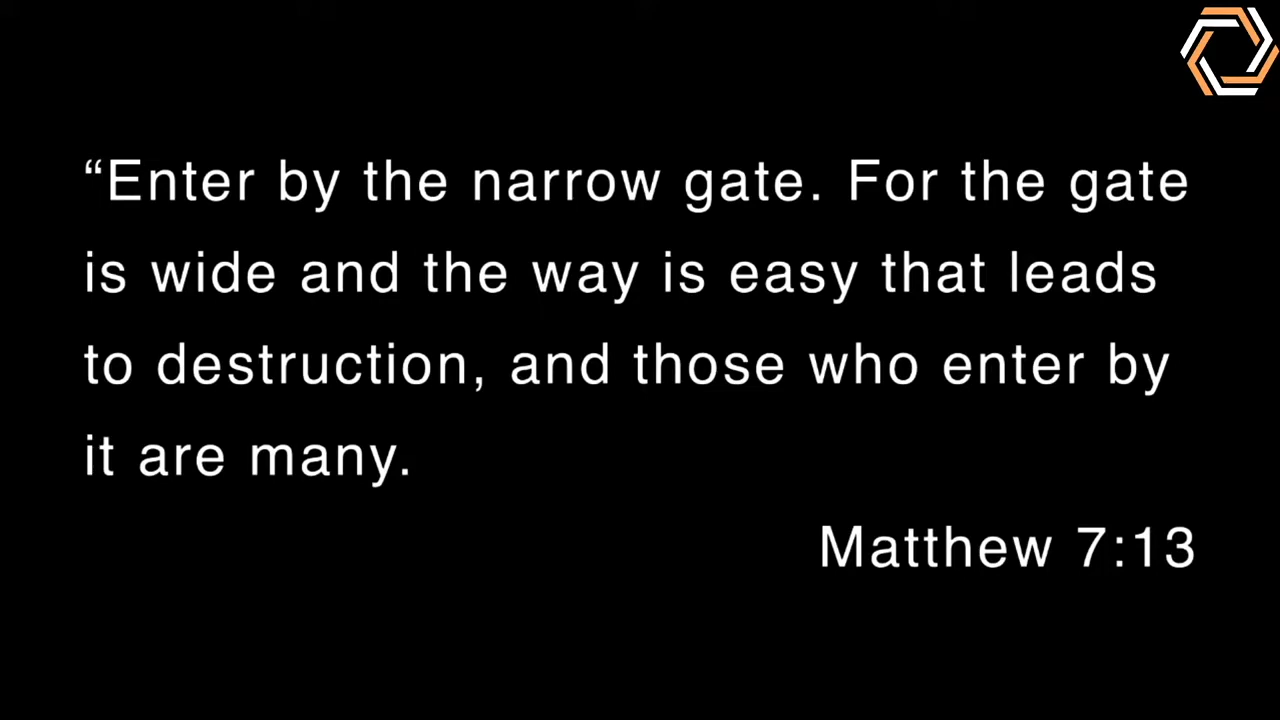 “Enter by the narrow gate. For the gate
is wide and the way is easy that leads
to destruction, and those who enter by
it are many.
Matthew 7:13